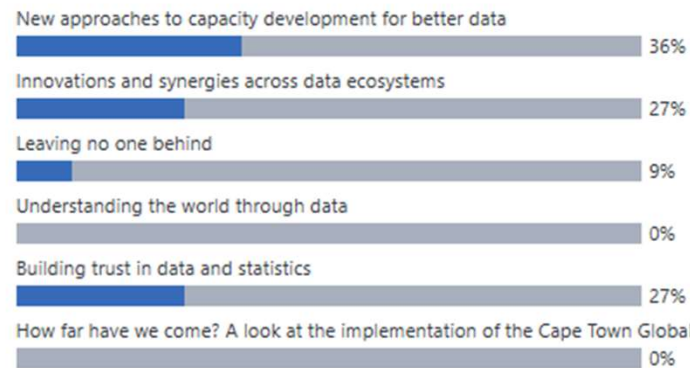 New approaches to capacity development for better data
36%
Innovations and synergies across data ecosystems
27%
Leaving no one behind
9%
Understanding the world through data
0%
Building trust in data and statistics
27%
How far have we come? A look at the implementation of the Cape Town Global
0%